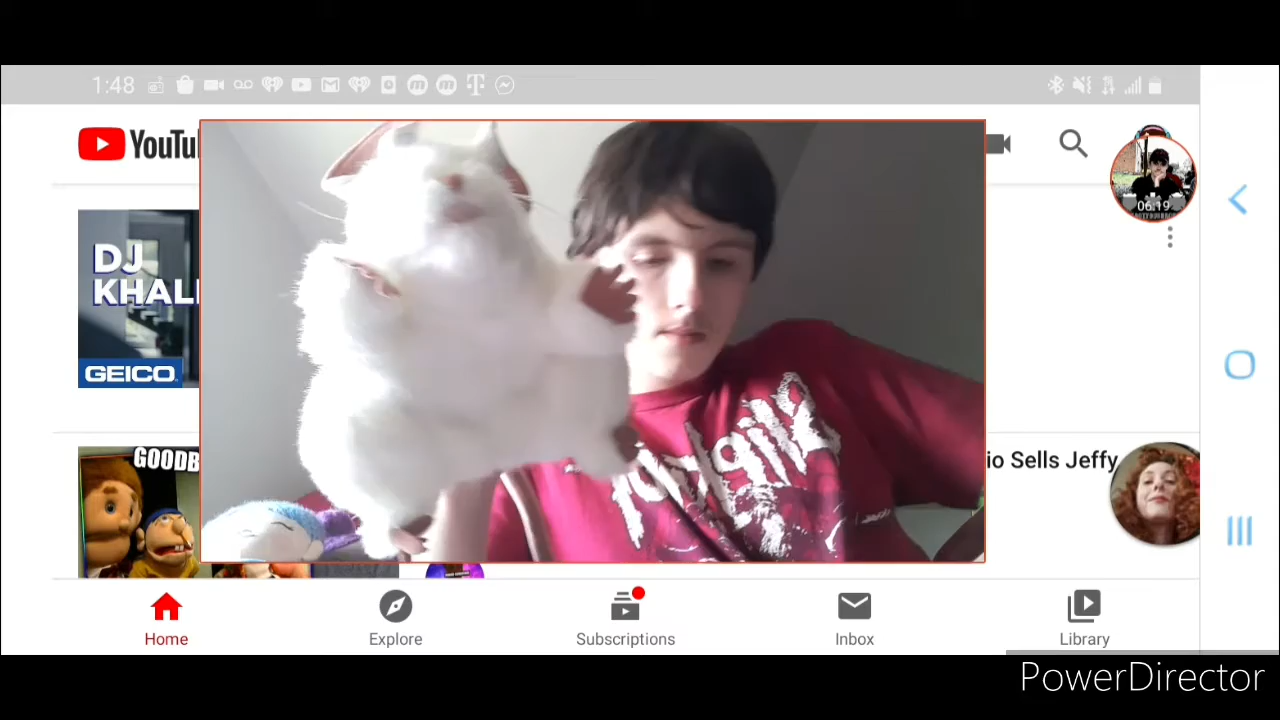 1:48
YouTu
06:19
DJ
KHAL
GEICO
GOODB
io Sells Jeffy
Home
Explore
Subscriptions
Inbox
Library
PowerDirector